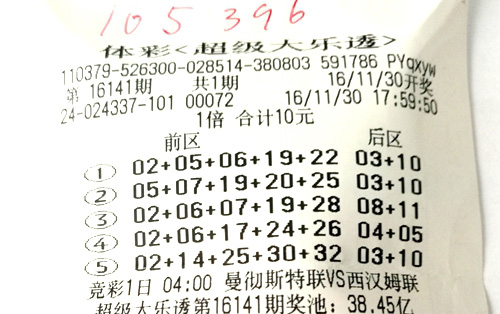 105 396
体彩<超级大乐透>
110379-526300-028514-380803 591786 PYqxyw
第 16141期 共1期 16/11/30开奖
24-024337-101 00072 16/11/30 17:59:50
1倍 合计10元
前区 后区
① 02+05+06+19+22 03+10
② 05+07+19+20+25 03+10
③ 02+06+07+19+28 08+11
④ 02+06+17+24+26 04+05
⑤ 02+14+25+30+32 03+10
竞彩1日 04:00 曼彻斯特联VS西汉姆联
超级大乐透第16141期奖池：38.45亿